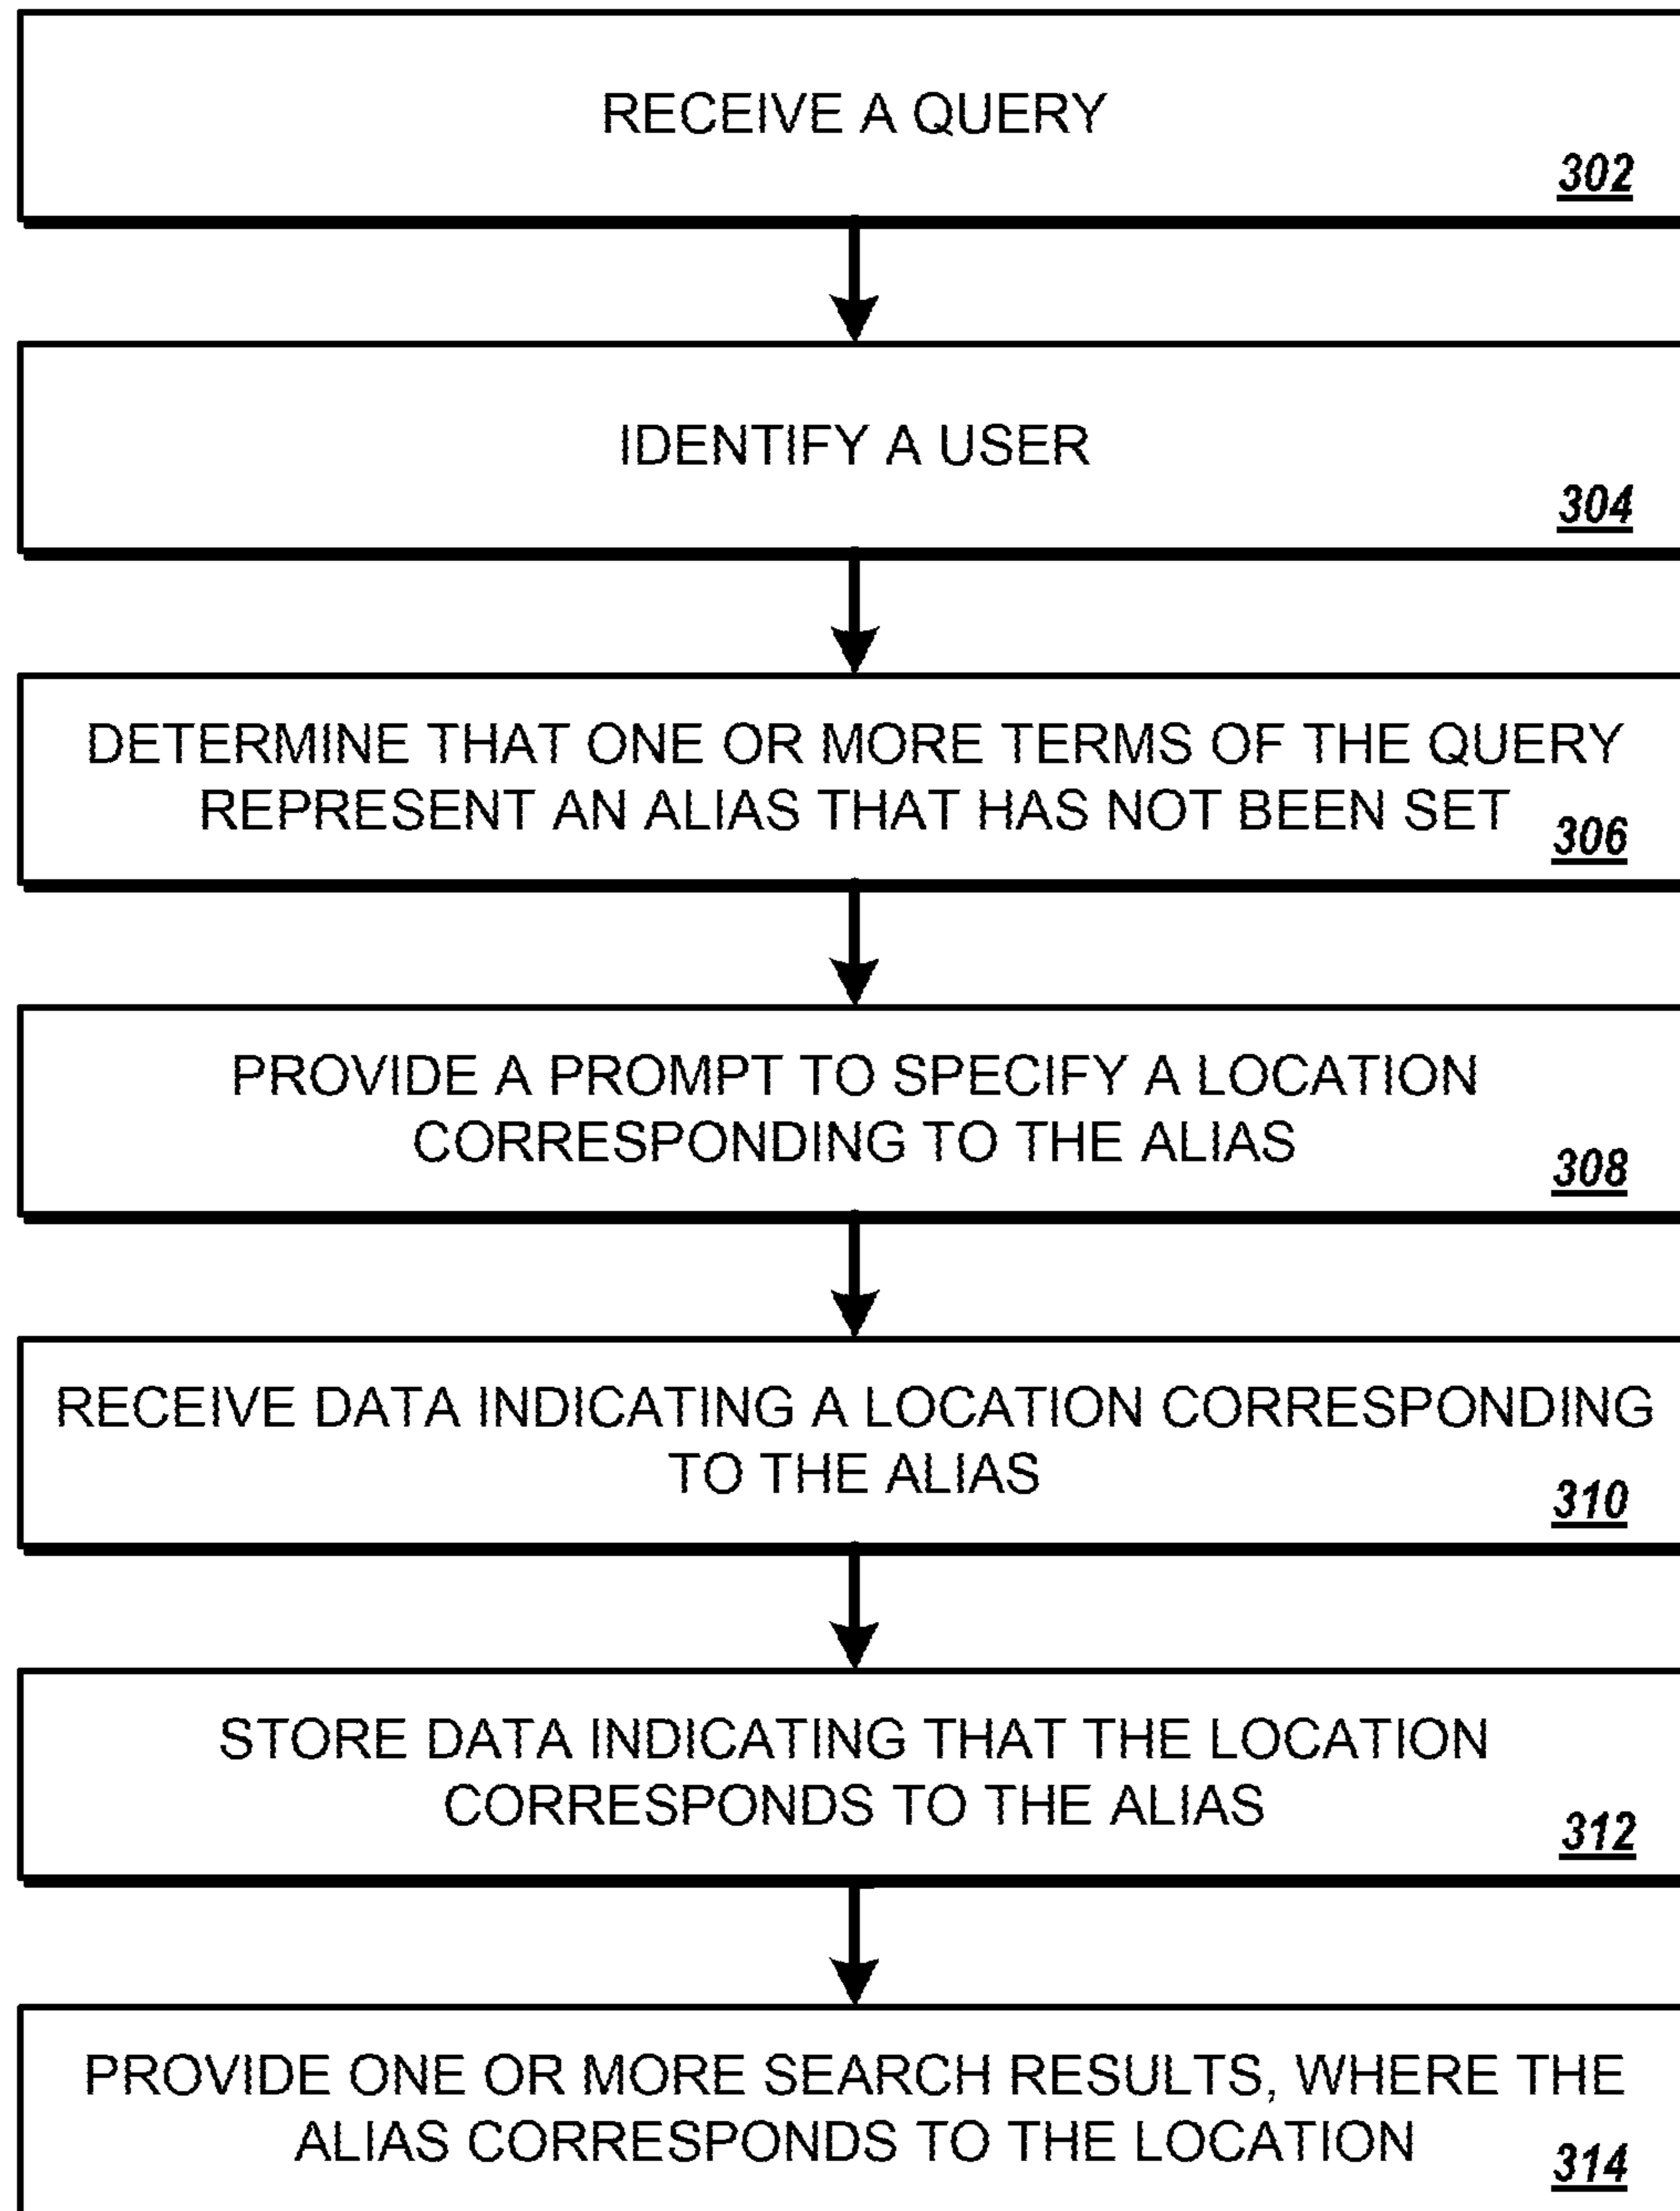 RECEIVE A QUERY
302
IDENTIFY A USER
304
DETERMINE THAT ONE OR MORE TERMS OF THE QUERY
REPRESENT AN ALIAS THAT HAS NOT BEEN SET
306
PROVIDE A PROMPT TO SPECIFY A LOCATION
CORRESPONDING TO THE ALIAS
308
RECEIVE DATA INDICATING A LOCATION CORRESPONDING
TO THE ALIAS
310
STORE DATA INDICATING THAT THE LOCATION
CORRESPONDS TO THE ALIAS
312
PROVIDE ONE OR MORE SEARCH RESULTS, WHERE THE
ALIAS CORRESPONDS TO THE LOCATION
314